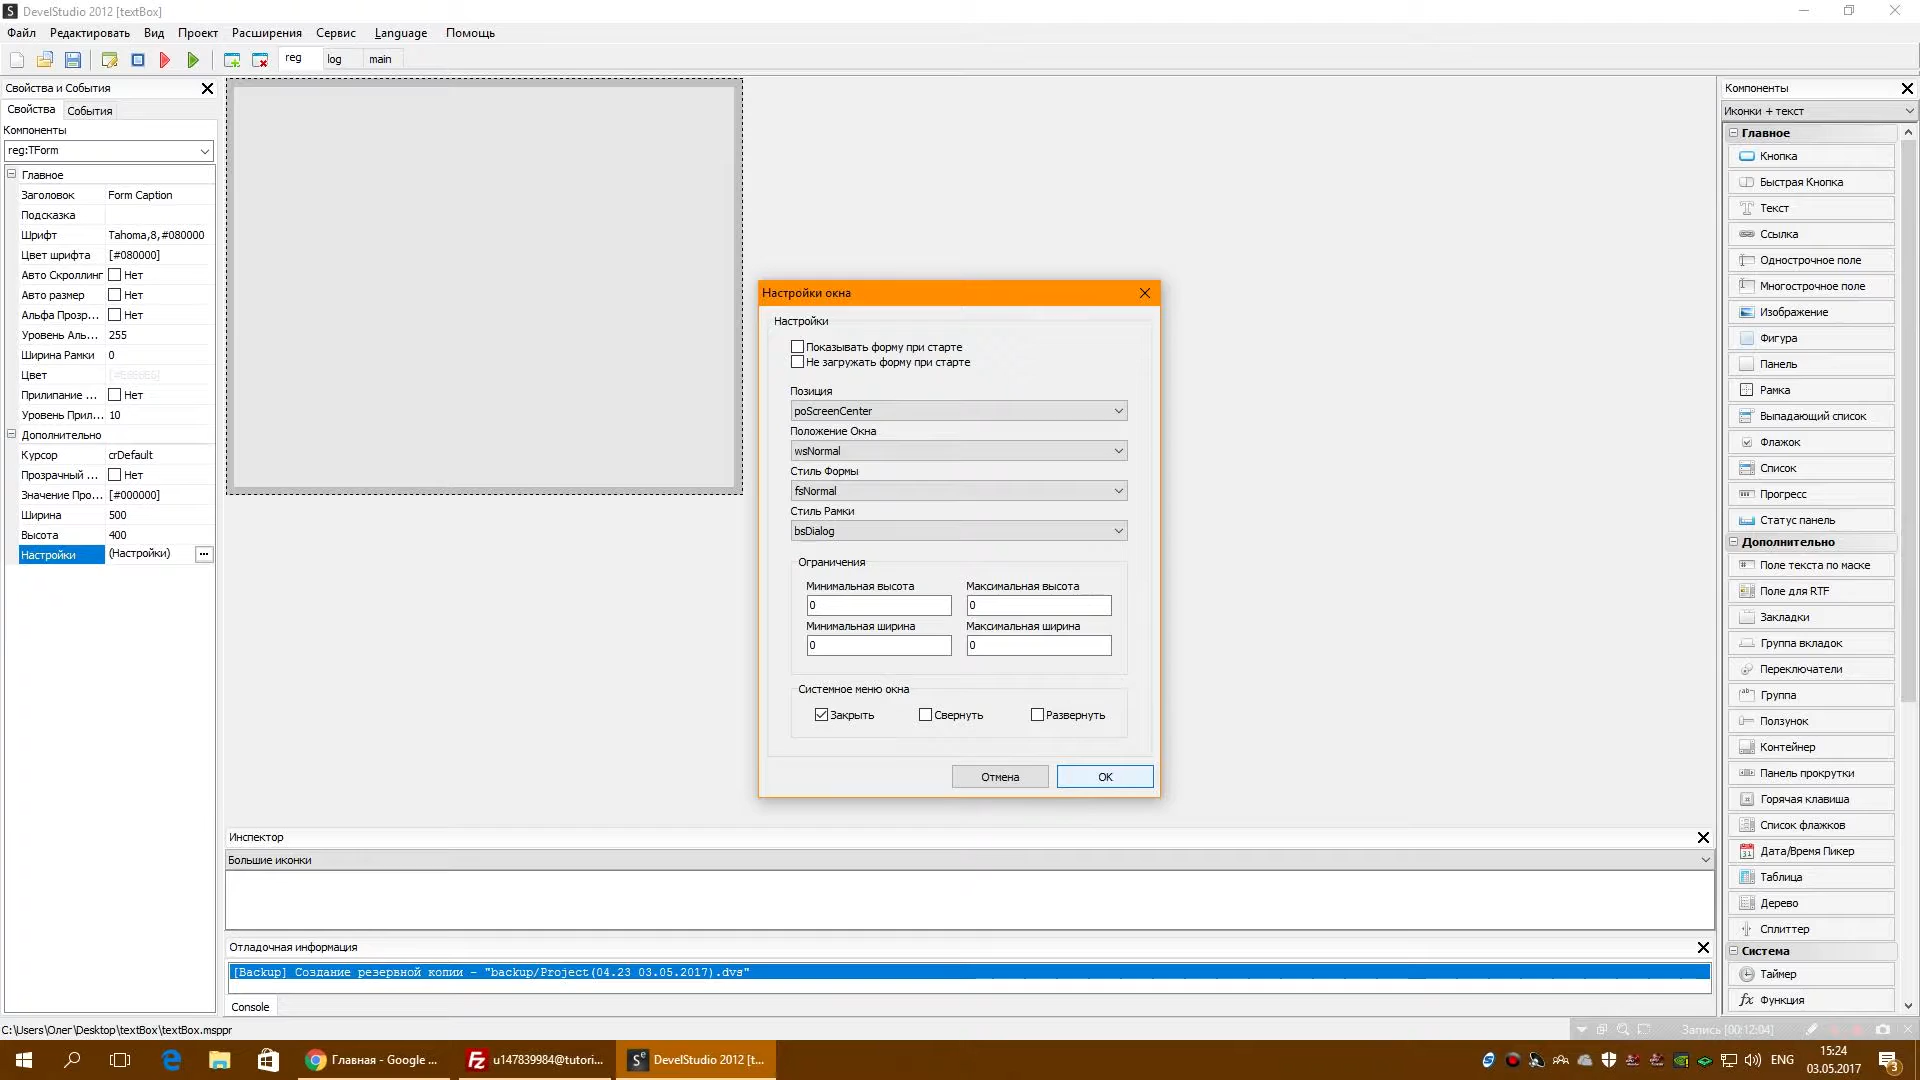 DevelStudio 2012 [textBox]
Файл Редактировать Вид Проект Расширения Сервис Language Помощь
reg log main
Свойства и События
Свойства События
Компоненты
reg:TForm
Главное
Заголовок Form Caption
Подсказка
Шрифт Tahoma,8,#080000
Цвет шрифта [#080000]
Авто Скроллинг Нет
Авто размер Нет
Альфа Прозр... Нет
Уровень Аль... 255
Ширина Рамки 0
Цвет
Прилипание ... Нет
Уровень Прил... 10
Дополнительно
Курсор crDefault
Прозрачный ... Нет
Значение Про... [#000000]
Ширина 500
Высота 400
Настройки (Настройки) ...
Настройки окна
Настройки
Показывать форму при старте
Не загружать форму при старте
Позиция
poScreenCenter
Положение Окна
wsNormal
Стиль Формы
fsNormal
Стиль Рамки
bsDialog
Ограничения
Минимальная высота Максимальная высота
0 0
Минимальная ширина Максимальная ширина
0 0
Системное меню окна
Закрыть Свернуть Развернуть
Отмена OK
Инспектор
Большие иконки
Отладочная информация
[Backup] Создание резервной копии - "backup/Project(04.23 03.05.2017).dvs"
Console
Компоненты
Иконки + текст
Главное
Кнопка
Быстрая Кнопка
Текст
Ссылка
Однострочное поле
Многострочное поле
Изображение
Фигура
Панель
Рамка
Выпадающий список
Флажок
Список
Прогресс
Статус панель
Дополнительно
Поле текста по маске
Поле для RTF
Закладки
Группа вкладок
Переключатели
Группа
Ползунок
Контейнер
Панель прокрутки
Горячая клавиша
Список флажков
Дата/Время Пикер
Таблица
Дерево
Сплиттер
Система
Таймер
Функция
C:\Users\Олег\Desktop\textBox\textBox.msppr
Запись [00:12:04]
Главная - Google ...
u147839984@tutori...
DevelStudio 2012 [t...
ENG
15:24
03.05.2017
3